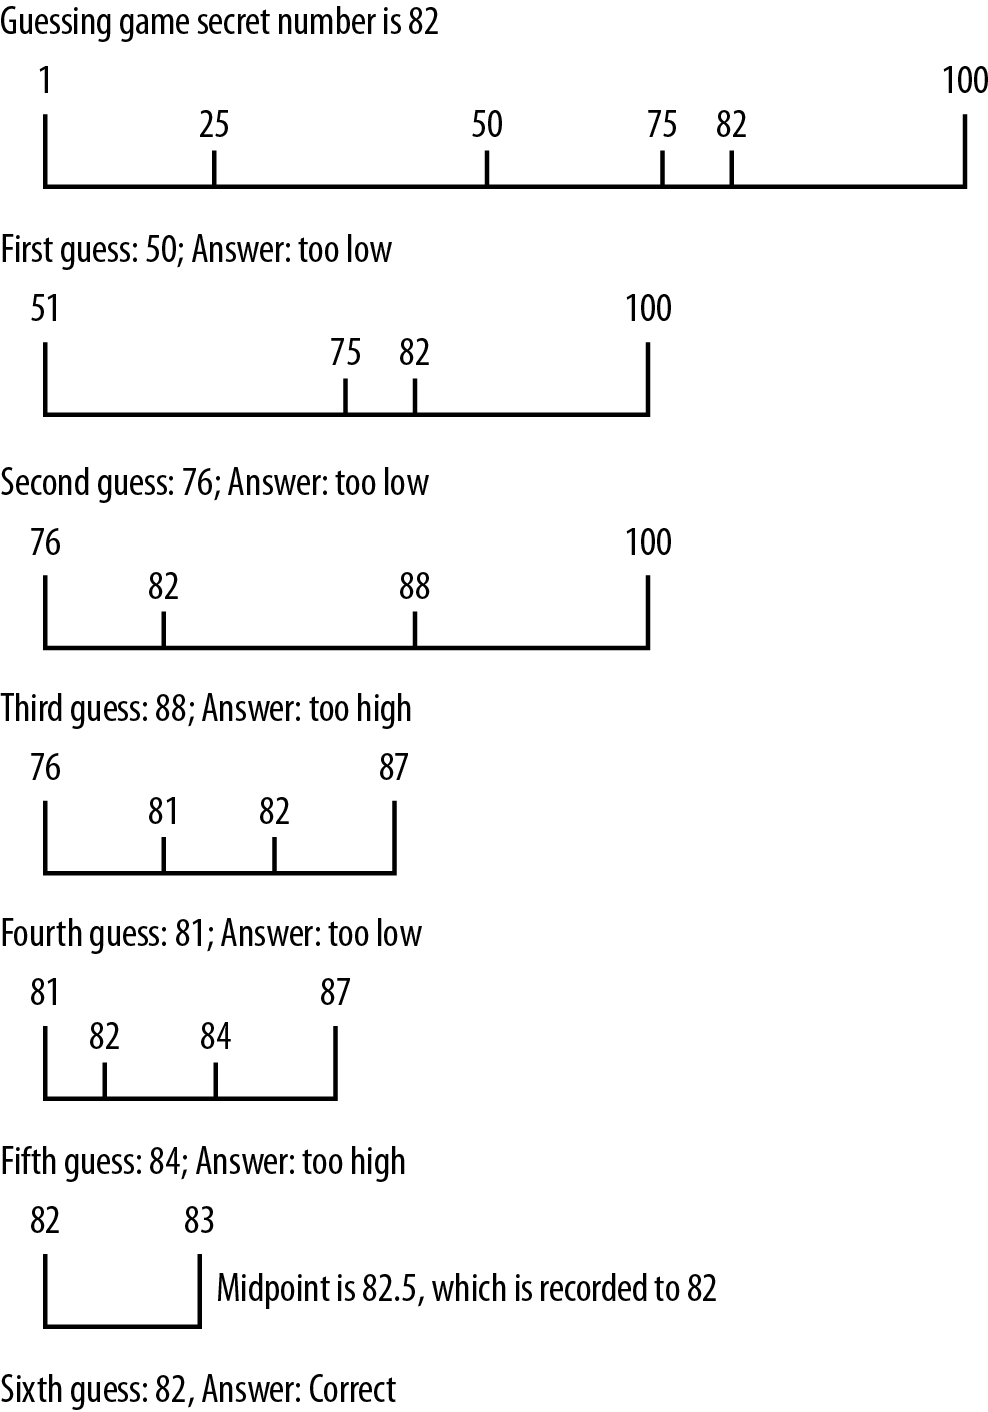 Guessing game secret number is 82
1 100
25 50 75 82
First guess: 50; Answer: too low
51 100
75 82
Second guess: 76; Answer: too low
76 100
82 88
Third guess: 88; Answer: too high
76 87
81 82
Fourth guess: 81; Answer: too low
81 87
82 84
Fifth guess: 84; Answer: too high
82 83
Midpoint is 82.5, which is recorded to 82
Sixth guess: 82, Answer: Correct